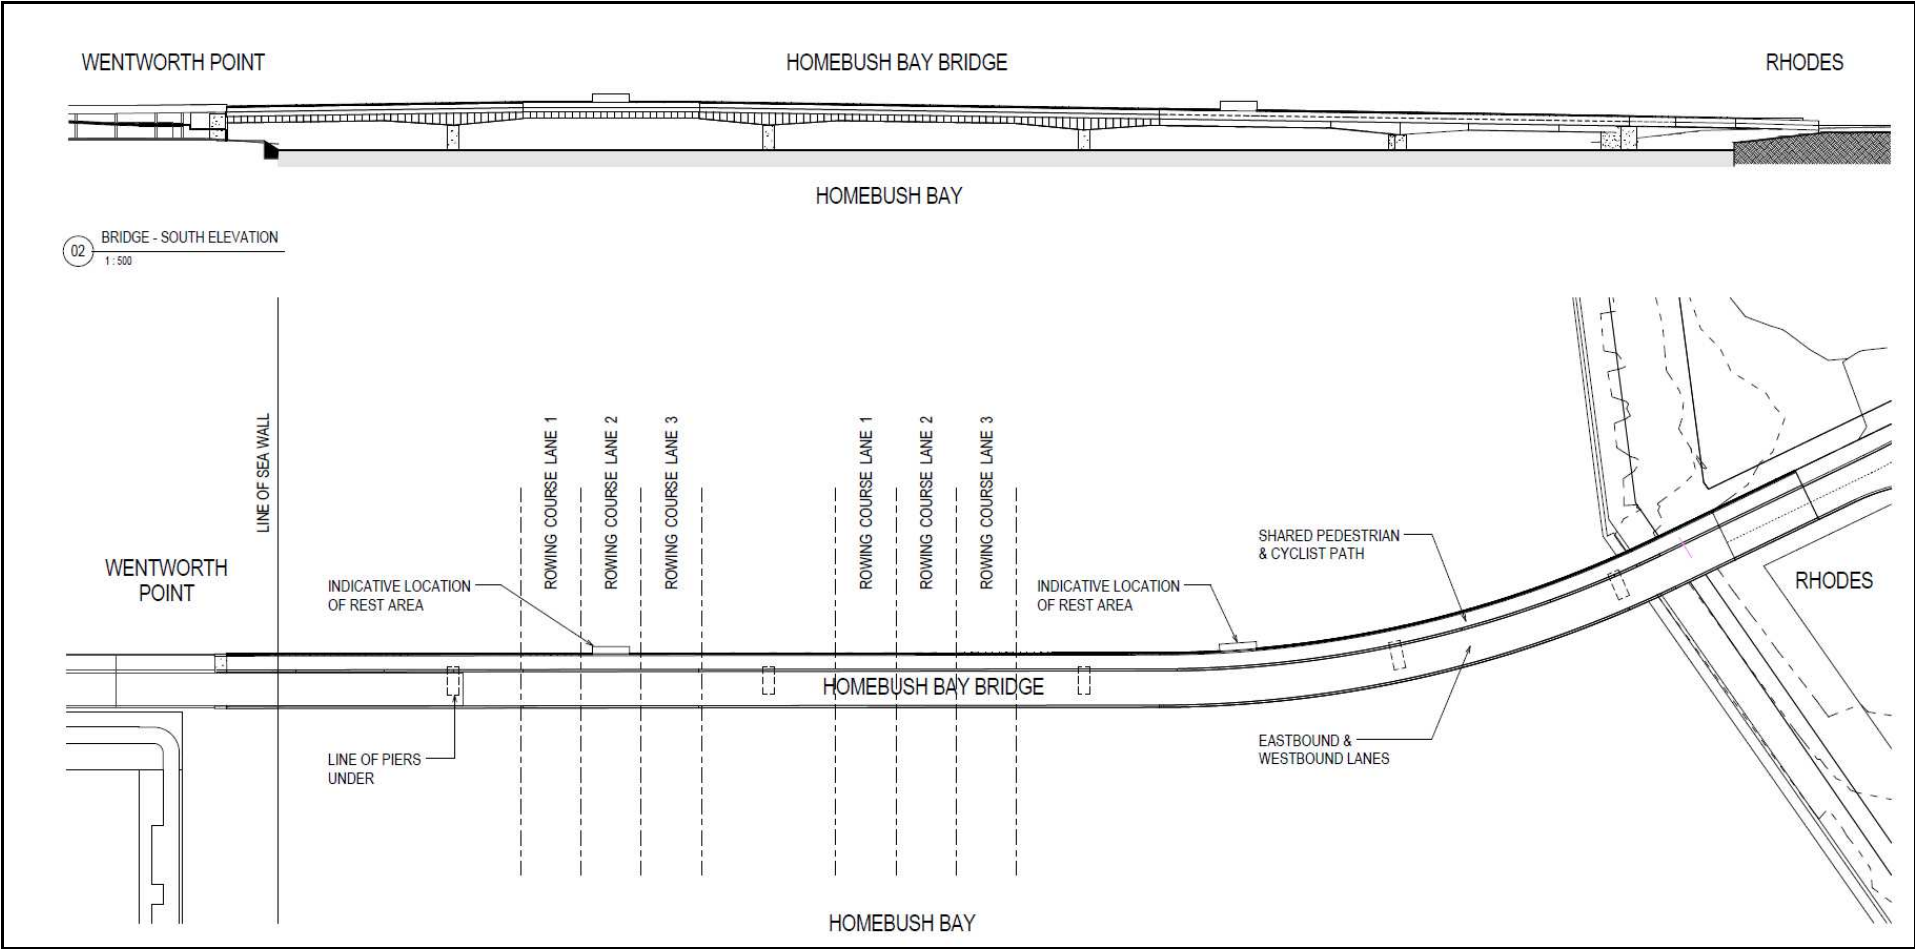 WENTWORTH POINT
HOMEBUSH BAY BRIDGE
RHODES
HOMEBUSH BAY
02
BRIDGE - SOUTH ELEVATION
1 : 500
LINE OF SEA WALL
ROWING COURSE LANE 1
ROWING COURSE LANE 2
ROWING COURSE LANE 3
ROWING COURSE LANE 1
ROWING COURSE LANE 2
ROWING COURSE LANE 3
WENTWORTH
POINT
INDICATIVE LOCATION
OF REST AREA
INDICATIVE LOCATION
OF REST AREA
SHARED PEDESTRIAN
& CYCLIST PATH
RHODES
HOMEBUSH BAY BRIDGE
LINE OF PIERS
UNDER
EASTBOUND &
WESTBOUND LANES
HOMEBUSH BAY